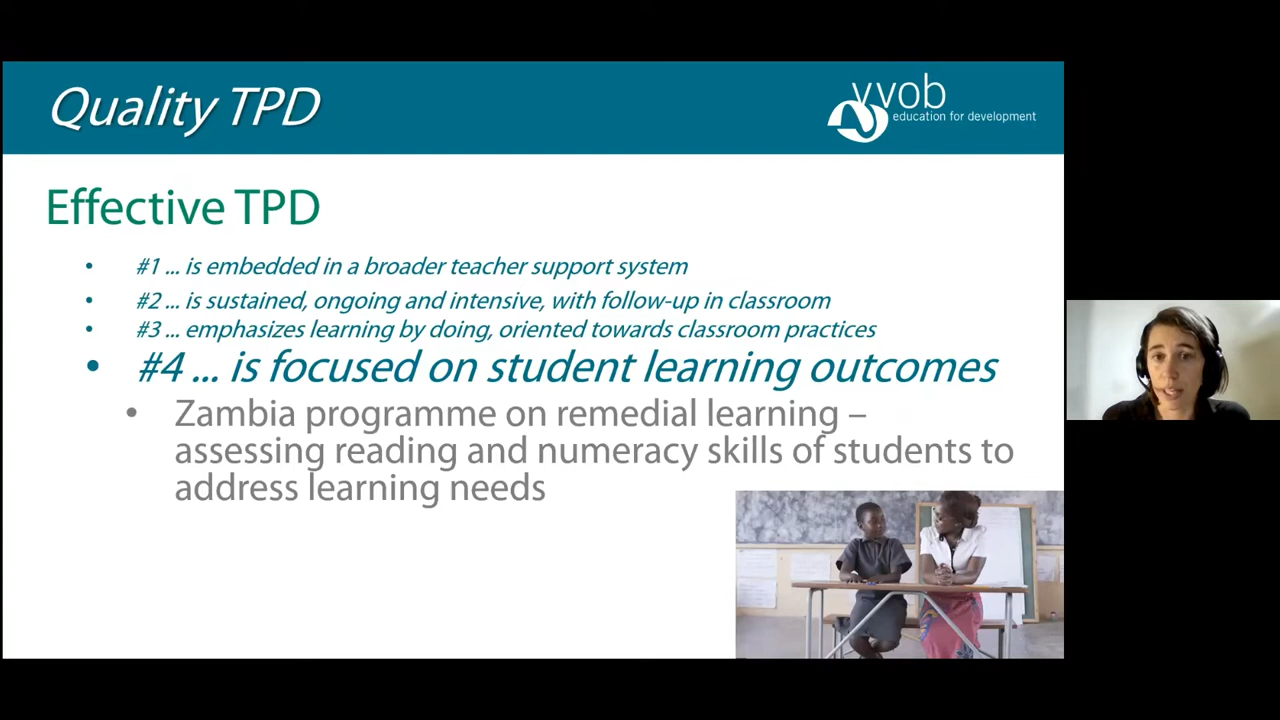 Quality TPD
vvob
education for development
Effective TPD
• #1 ... is embedded in a broader teacher support system
• #2 ... is sustained, ongoing and intensive, with follow-up in classroom
• #3 ... emphasizes learning by doing, oriented towards classroom practices
• #4 ... is focused on student learning outcomes
• Zambia programme on remedial learning –
assessing reading and numeracy skills of students to
address learning needs